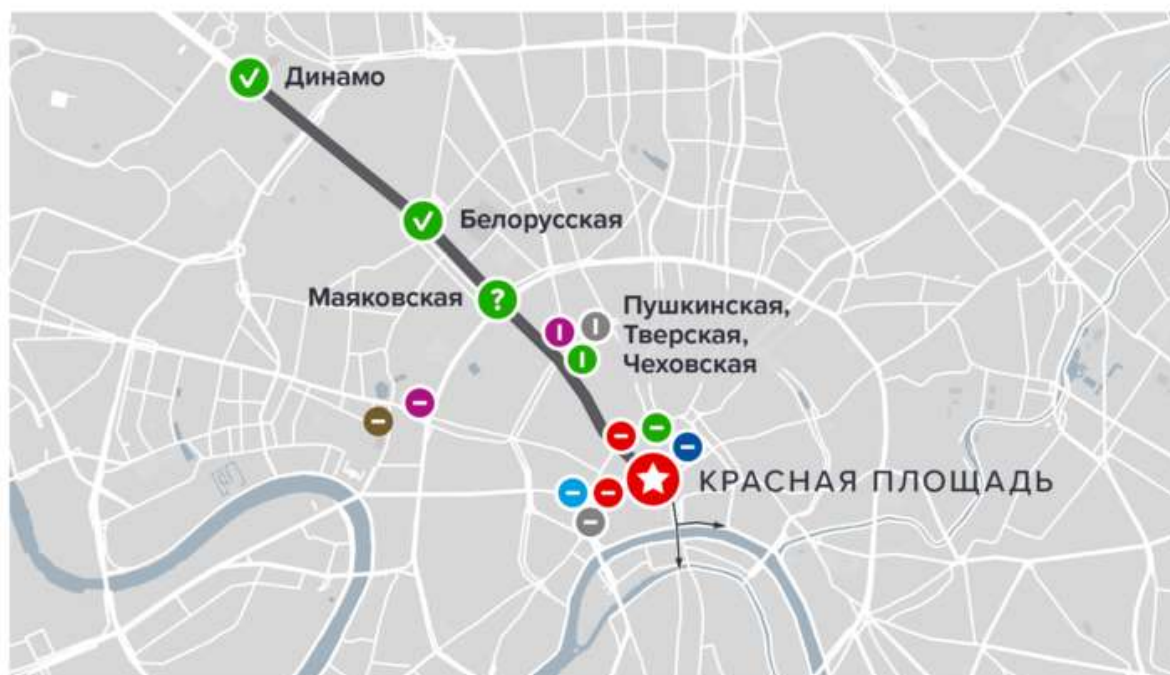 Динамо
Белорусская
Маяковская
?
Пушкинская,
Тверская,
Чеховская
КРАСНАЯ ПЛОЩАДЬ